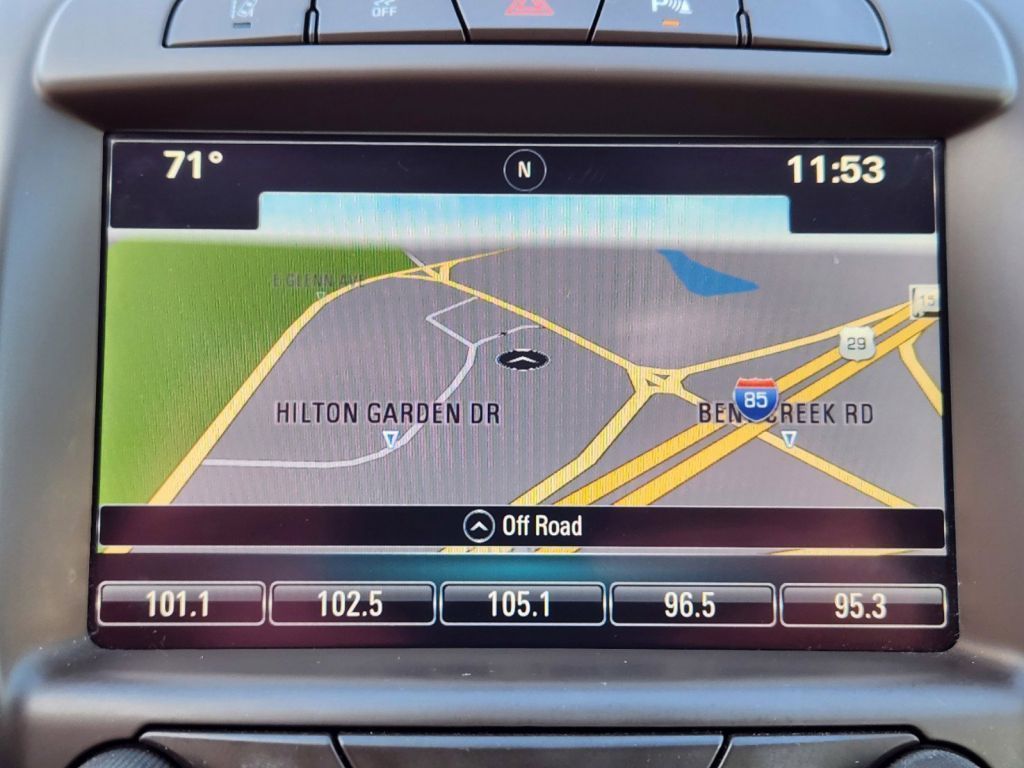 OFF
P
71°
N
11:53
E GLENN AVE
15
29
85
HILTON GARDEN DR
BENT CREEK RD
Off Road
101.1
102.5
105.1
96.5
95.3